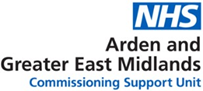 NHS
Arden and
Greater East Midlands
Commissioning Support Unit